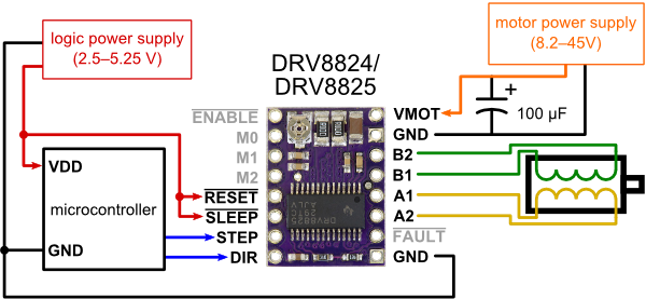 logic power supply
(2.5–5.25 V)
motor power supply
(8.2–45V)
DRV8824/
DRV8825
+
100 µF
ENABLE
M0
M1
M2
RESET
SLEEP
STEP
DIR
VMOT
GND
B2
B1
A1
A2
FAULT
GND
VDD
microcontroller
GND
DRV8825